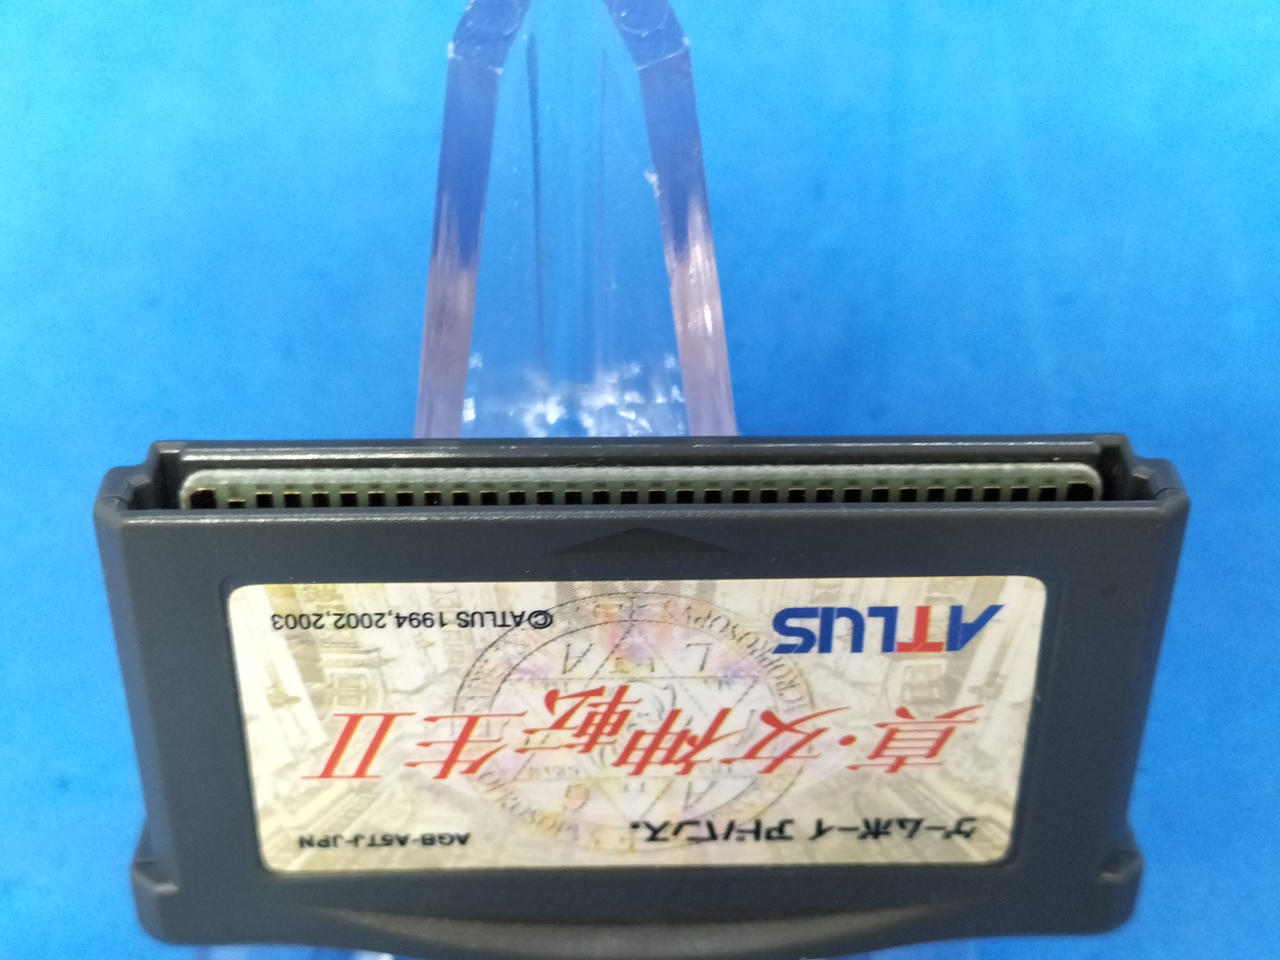 ゲームボーイアドバンス。
AGB-A5TJ-JPN
真・女神転生II
ATLUS
©ATLUS 1994,2002,2003